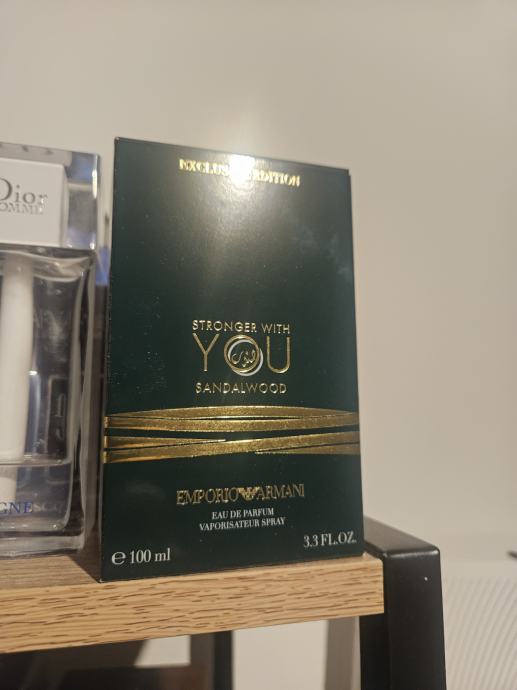 Dior
HOMME
EXCLUSIVE EDITION
STRONGER WITH
YOU
SANDALWOOD
EMPORIO ARMANI
EAU DE PARFUM
VAPORISATEUR SPRAY
℮ 100 ml
3.3 FL.OZ.